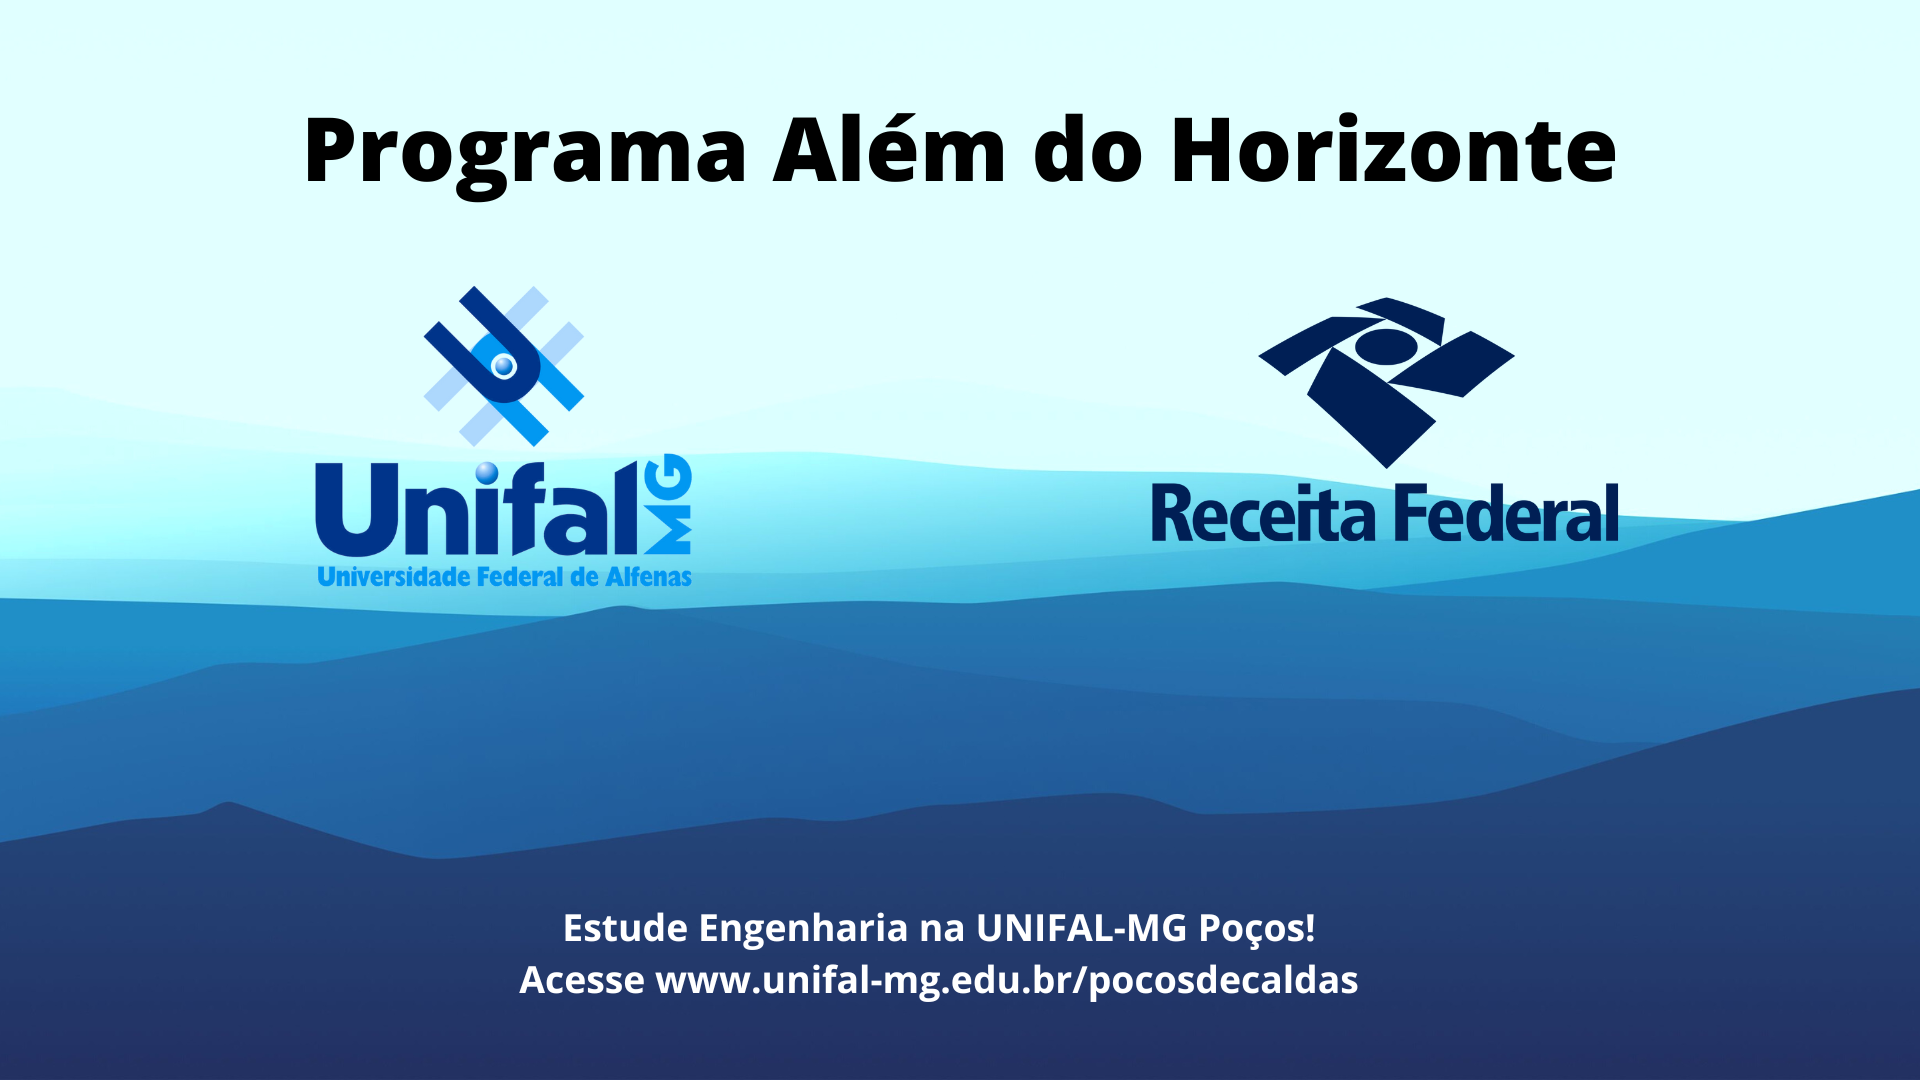 Programa Além do Horizonte
Unifal MG
Universidade Federal de Alfenas
Receita Federal
Estude Engenharia na UNIFAL-MG Poços!
Acesse www.unifal-mg.edu.br/pocosdecaldas